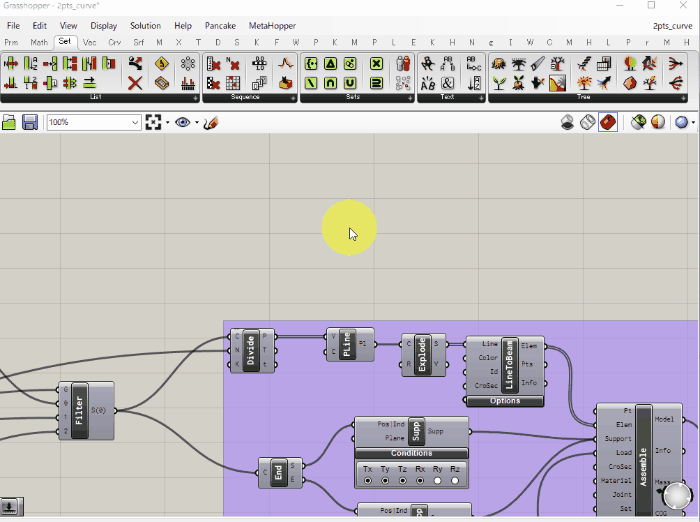 Grasshopper - 2pts_curve*
File Edit View Display Solution Help Pancake MetaHopper 2pts_curve*
Prm Math Set Vec Crv Srf M X T D S K F W P K L K M P L E K H N I W C M H A P L P r M H
List Sequence Sets Text Tree
100%
C N K Divide P T t
V C PLine Pl
C R Explode S V
Line Color Id CroSec LineToBeam Elem Pts Info
Options
G 0 1 2 Filter S(0)
C End S E
Pos|Ind Plane Supp Supp
Conditions
Tx Ty Tz Rx Ry Rz
Pos|Ind Supp
Pt Elem Support Load CroSec Material Joint Set Assemble Model Info Mass COG